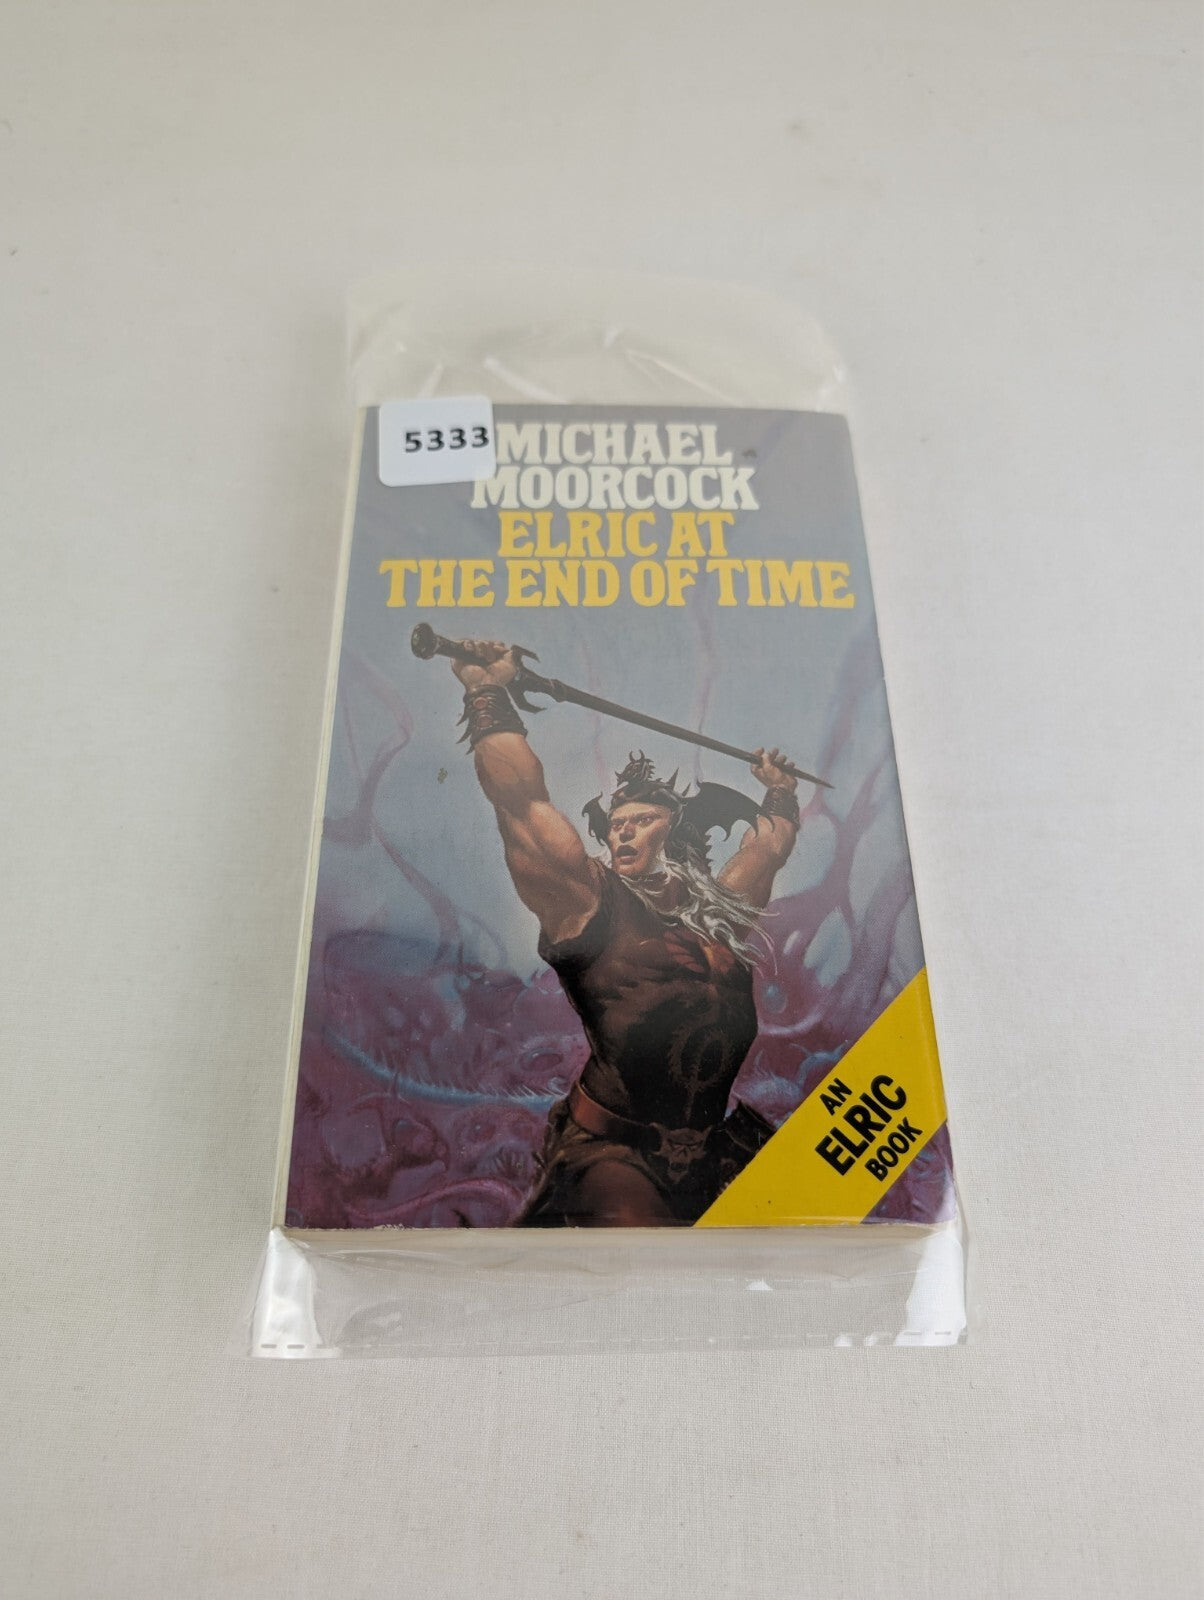 5333
MICHAEL
MOORCOCK
ELRIC AT
THE END OF TIME
AN
ELRIC
BOOK